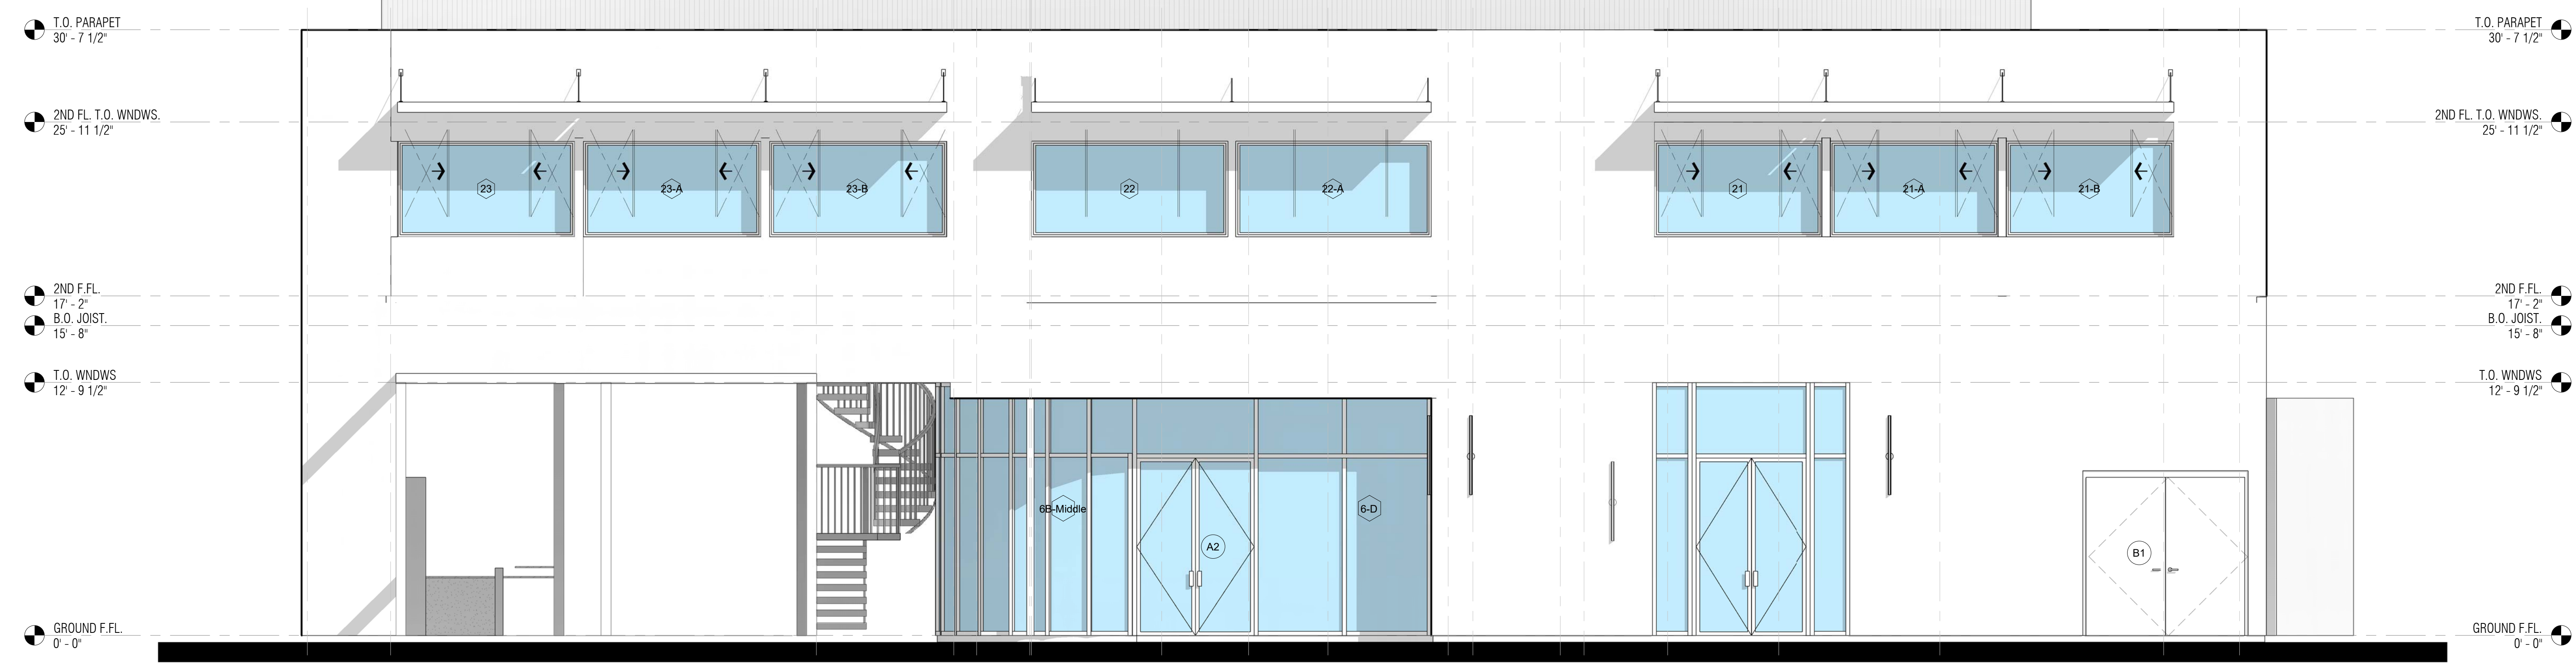 T.O. PARAPET
30' - 7 1/2"
T.O. PARAPET
30' - 7 1/2"
2ND FL. T.O. WNDWS.
25' - 11 1/2"
2ND FL. T.O. WNDWS.
25' - 11 1/2"
23
23-A
23-B
22
22-A
21
21-A
21-B
2ND F.FL.
17' - 2"
2ND F.FL.
17' - 2"
B.O. JOIST.
15' - 8"
B.O. JOIST.
15' - 8"
T.O. WNDWS
12' - 9 1/2"
T.O. WNDWS
12' - 9 1/2"
6B-Middle
6-D
A2
B1
GROUND F.FL.
0' - 0"
GROUND F.FL.
0' - 0"